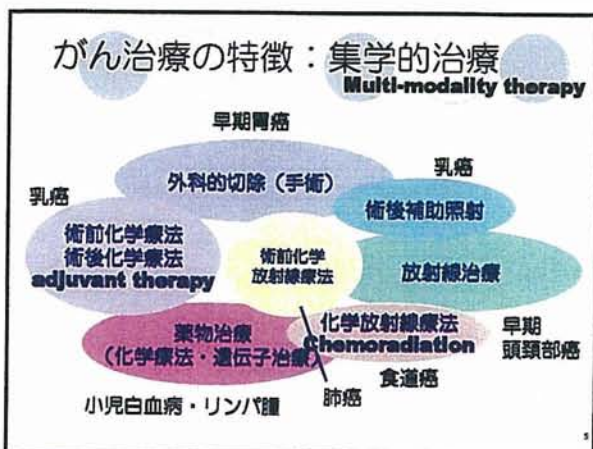 がん治療の特徴：集学的治療
Multi-modality therapy
早期胃癌
外科的切除（手術）
乳癌
術後補助照射
乳癌
術前化学療法
術後化学療法
adjuvant therapy
術前化学
放射線療法
放射線治療
薬物治療
（化学療法・遺伝子治療）
化学放射線療法
Chemoradiation
早期
頭頚部癌
食道癌
肺癌
小児白血病・リンパ腫
5